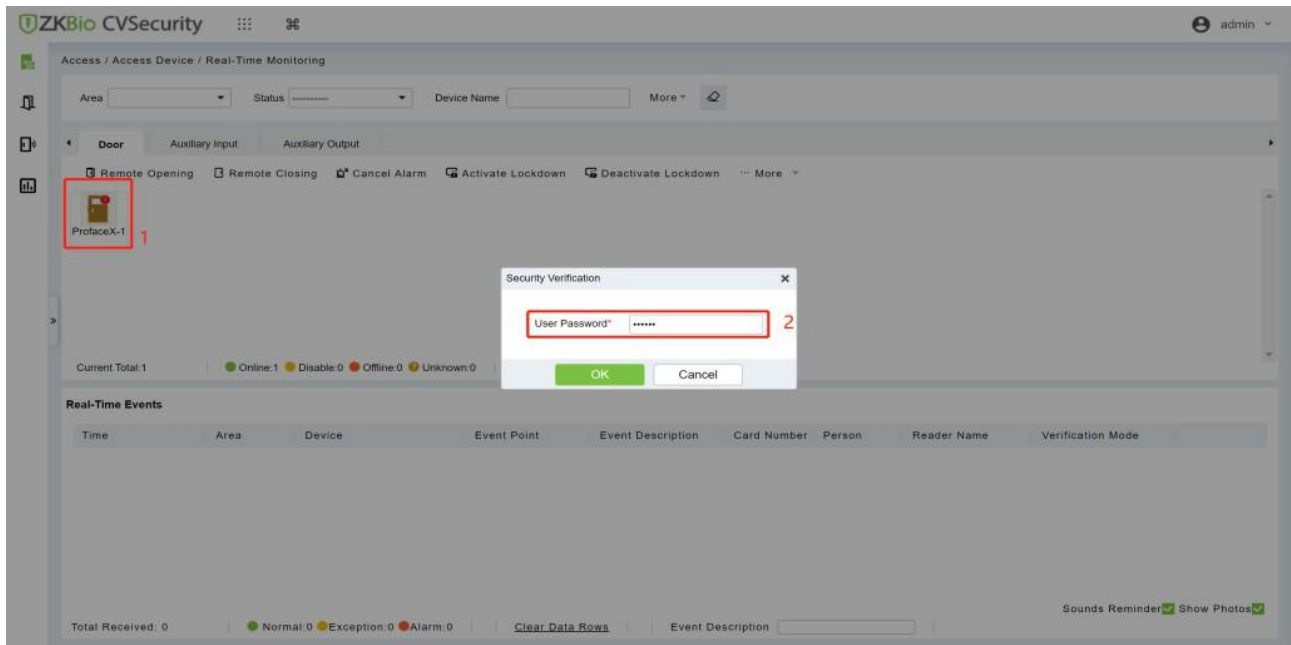 ZKBio CVSecurity admin
Access / Access Device / Real-Time Monitoring
Area Status ---------- Device Name More
Door Auxiliary Input Auxiliary Output
Remote Opening Remote Closing Cancel Alarm Activate Lockdown Deactivate Lockdown ··· More
ProfaceX-1
1
Security Verification
User Password* ••••••
2
OK Cancel
Current Total:1 Online:1 Disable:0 Offline:0 Unknown:0
Real-Time Events
Time Area Device Event Point Event Description Card Number Person Reader Name Verification Mode
Sounds Reminder Show Photos
Total Received: 0 Normal:0 Exception:0 Alarm:0 Clear Data Rows Event Description